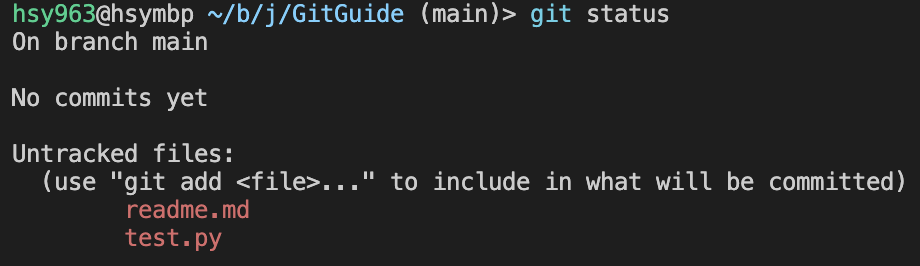 hsy963@hsymbp ~/b/j/GitGuide (main)> git status
On branch main
No commits yet
Untracked files:
(use "git add <file>..." to include in what will be committed)
readme.md
test.py